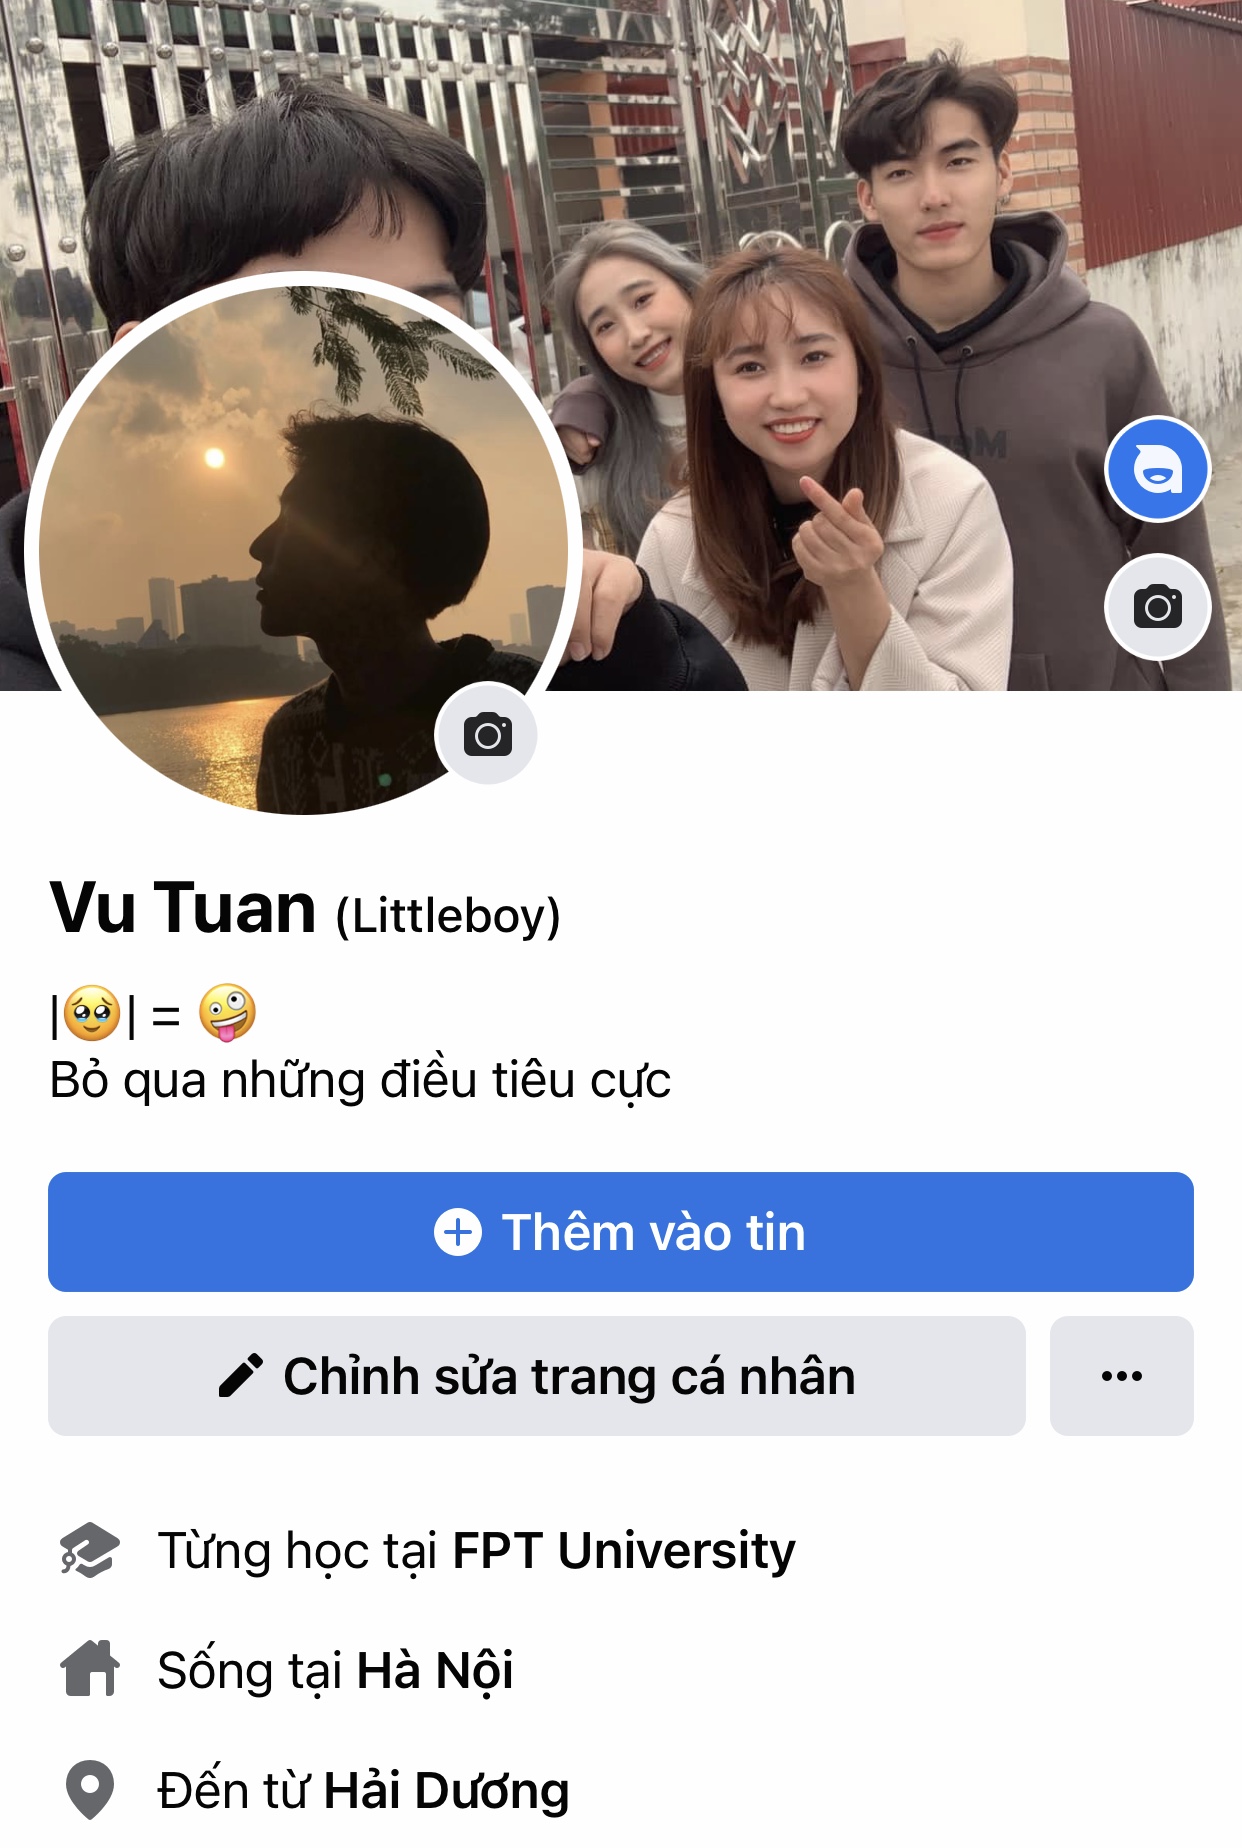 Vu Tuan (Littleboy)
|🥹| = 🤪
Bỏ qua những điều tiêu cực
Thêm vào tin
Chỉnh sửa trang cá nhân
Từng học tại FPT University
Sống tại Hà Nội
Đến từ Hải Dương